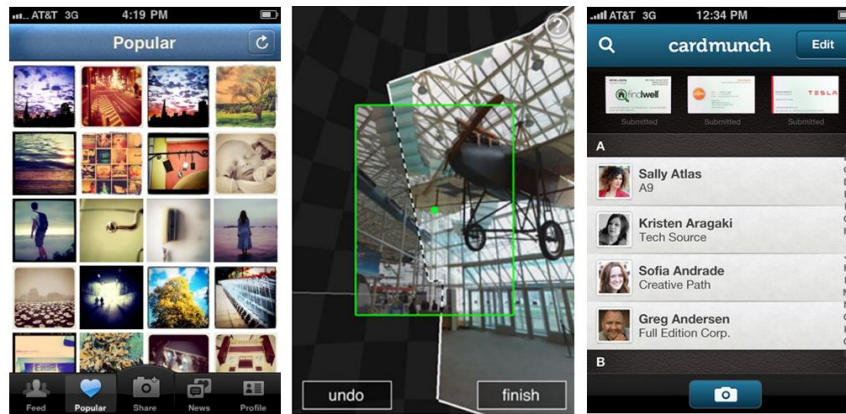 AT&T 3G 4:19 PM
Popular
Feed Popular Share News Profile
?
undo finish
AT&T 3G 12:34 PM
cardmunch Edit
findwell TESLA
Submitted Submitted Submitted
A
Sally Atlas
A9
Kristen Aragaki
Tech Source
Sofia Andrade
Creative Path
Greg Andersen
Full Edition Corp.
B